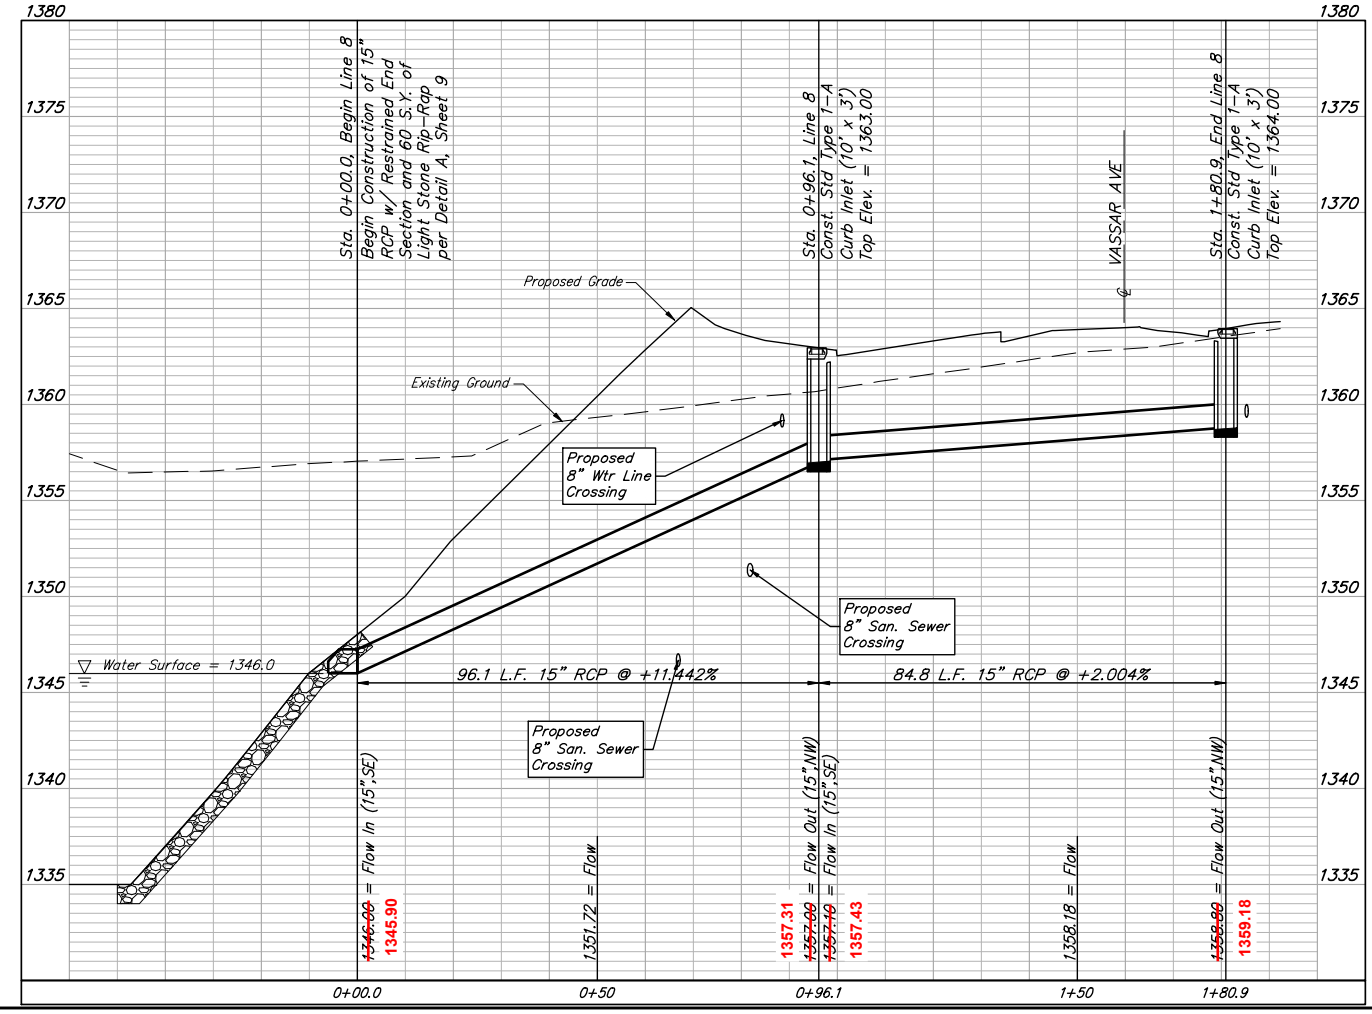 1380
1380
1375
1375
1370
1370
1365
1365
1360
1360
1355
1355
1350
1350
1345
1345
1340
1340
1335
1335
Sta. 0+00.0, Begin Line 8
Begin Construction of 15"
RCP w/ Restrained End
Section and 60 S.Y. of
Light Stone Rip-Rap
per Detail A, Sheet 9
Sta. 0+96.1, Line 8
Const. Std Type 1-A
Curb Inlet (10' x 3')
Top Elev. = 1363.00
VASSAR AVE
℄
Sta. 1+80.9, End Line 8
Const. Std Type 1-A
Curb Inlet (10' x 3')
Top Elev. = 1364.00
Proposed Grade
Existing Ground
Proposed
8" Wtr Line
Crossing
Proposed
8" San. Sewer
Crossing
Water Surface = 1346.0
96.1 L.F. 15" RCP @ +11.442%
84.8 L.F. 15" RCP @ +2.004%
Proposed
8" San. Sewer
Crossing
1346.00 = Flow In (15",SE)
1345.90
1351.72 = Flow
1357.31
1357.00 = Flow Out (15",NW)
1357.10 = Flow In (15",SE)
1357.43
1358.18 = Flow
1358.80 = Flow Out (15",NW)
1359.18
0+00.0
0+50
0+96.1
1+50
1+80.9